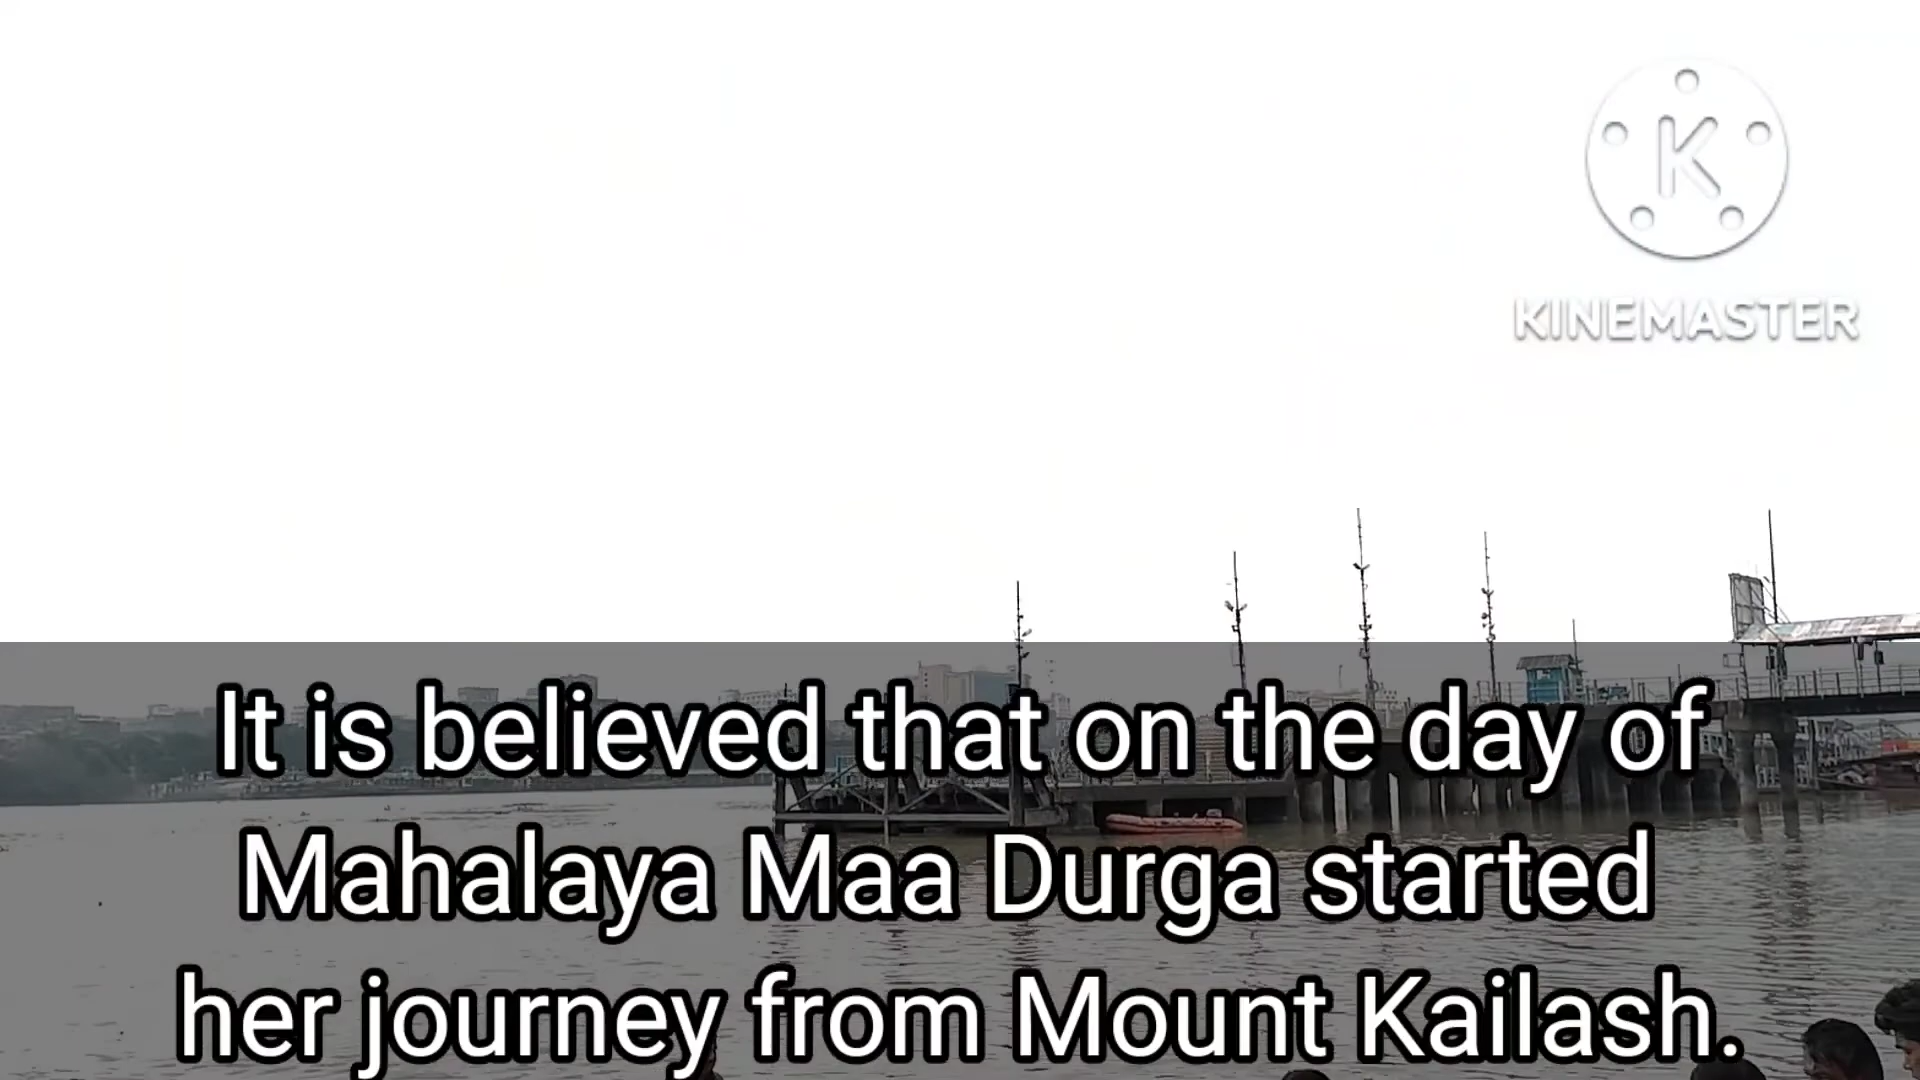 K
KINEMASTER
It is believed that on the day of
Mahalaya Maa Durga started
her journey from Mount Kailash.